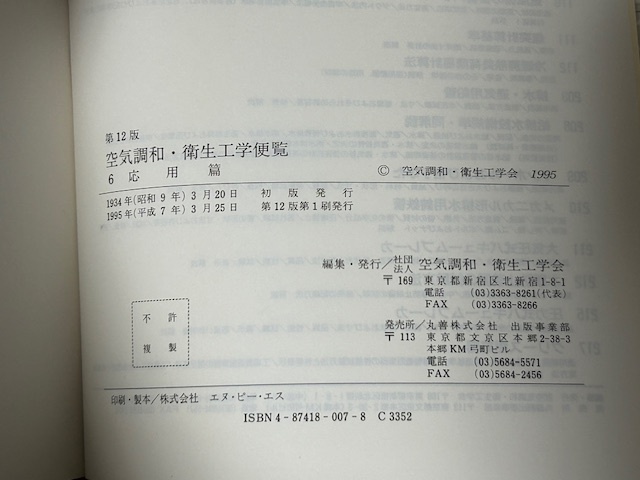 第12版
空気調和・衛生工学便覧
6 応用篇
© 空気調和・衛生工学会 1995
1934年(昭和9年)3月20日 初版発行
1995年(平成7年)3月25日 第12版第1刷発行
編集・発行/社団法人 空気調和・衛生工学会
〒169 東京都新宿区北新宿1-8-1
電話 (03)3363-8261(代表)
FAX (03)3363-8266
不許
複製
発売所/丸善株式会社 出版事業部
〒113 東京都文京区本郷2-38-3
本郷KM弓町ビル
電話 (03)5684-5571
FAX (03)5684-2456
印刷・製本/株式会社 エヌ・ピー・エス
ISBN4-87418-007-8 C 3352